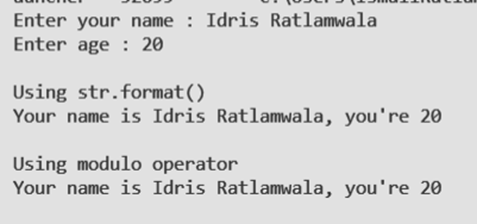 Enter your name : Idris Ratlamwala
Enter age : 20
Using str.format()
Your name is Idris Ratlamwala, you're 20
Using modulo operator
Your name is Idris Ratlamwala, you're 20